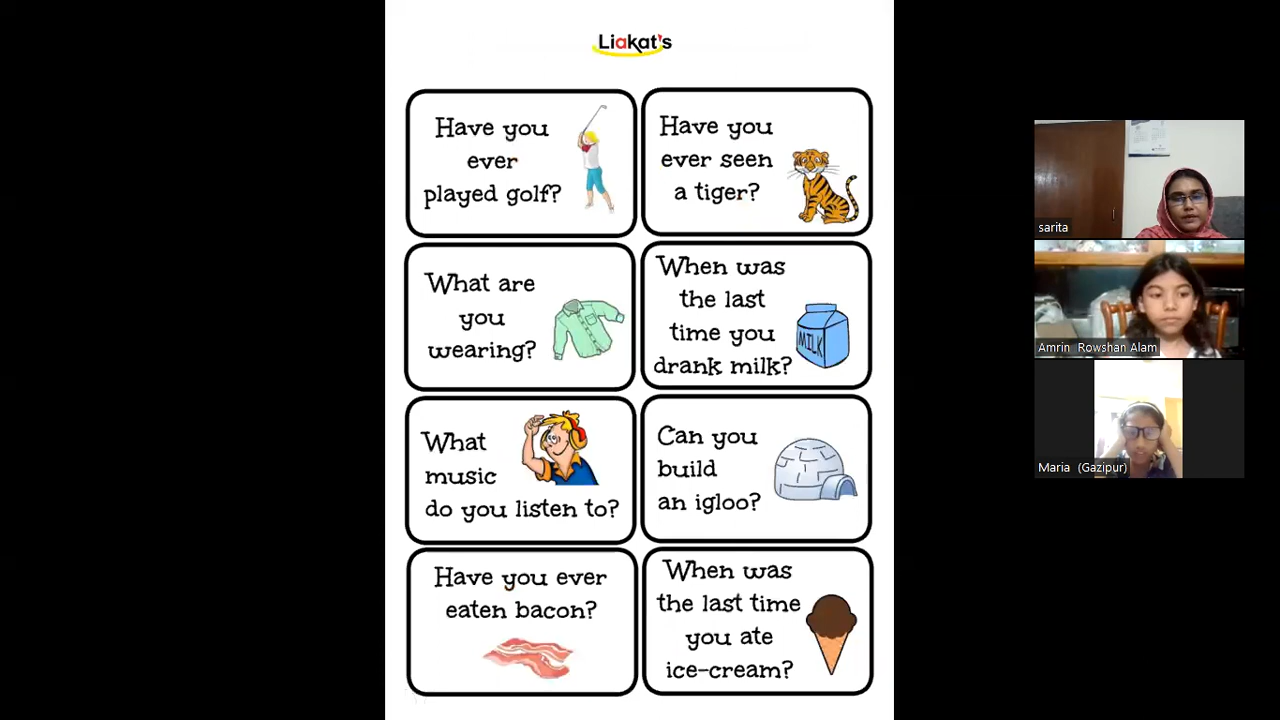 Liakat's
Have you
ever
played golf?
Have you
ever seen
a tiger?
What are
you
wearing?
When was
the last
time you
drank milk?
MILK
What
music
do you listen to?
Can you
build
an igloo?
Have you ever
eaten bacon?
When was
the last time
you ate
ice-cream?
sarita
Amrin Rowshan Alam
Maria (Gazipur)